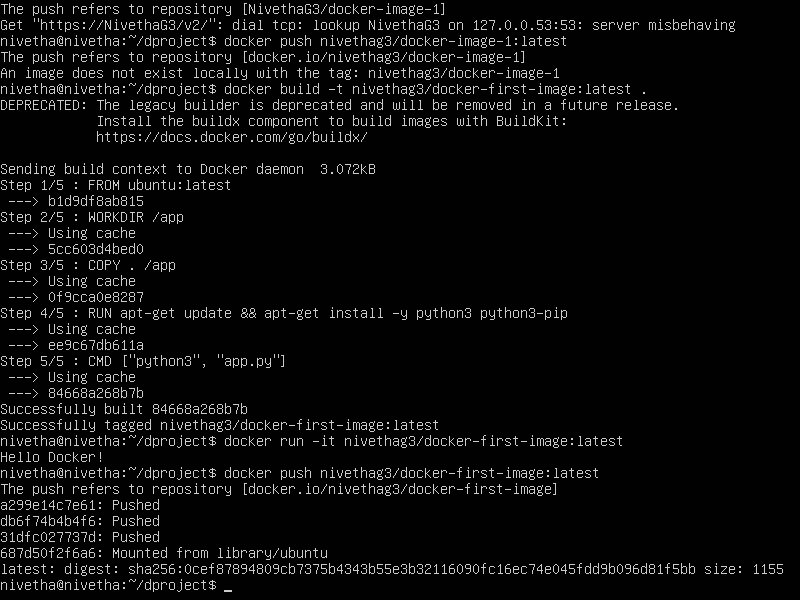 The push refers to repository [NivethaG3/docker-image-1]
Get "https://NivethaG3/v2/": dial tcp: lookup NivethaG3 on 127.0.0.53:53: server misbehaving
nivetha@nivetha:~/dproject$ docker push nivethag3/docker-image-1:latest
The push refers to repository [docker.io/nivethag3/docker-image-1]
An image does not exist locally with the tag: nivethag3/docker-image-1
nivetha@nivetha:~/dproject$ docker build -t nivethag3/docker-first-image:latest .
DEPRECATED: The legacy builder is deprecated and will be removed in a future release.
            Install the buildx component to build images with BuildKit:
            https://docs.docker.com/go/buildx/

Sending build context to Docker daemon  3.072kB
Step 1/5 : FROM ubuntu:latest
 ---> b1d9df8ab815
Step 2/5 : WORKDIR /app
 ---> Using cache
 ---> 5cc603d4bed0
Step 3/5 : COPY . /app
 ---> Using cache
 ---> 0f9cca0e8287
Step 4/5 : RUN apt-get update && apt-get install -y python3 python3-pip
 ---> Using cache
 ---> ee9c67db611a
Step 5/5 : CMD ["python3", "app.py"]
 ---> Using cache
 ---> 84668a268b7b
Successfully built 84668a268b7b
Successfully tagged nivethag3/docker-first-image:latest
nivetha@nivetha:~/dproject$ docker run -it nivethag3/docker-first-image:latest
Hello Docker!
nivetha@nivetha:~/dproject$ docker push nivethag3/docker-first-image:latest
The push refers to repository [docker.io/nivethag3/docker-first-image]
a299e14c7e61: Pushed
db6f74b4b4f6: Pushed
31dfc027737d: Pushed
687d50f2f6a6: Mounted from library/ubuntu
latest: digest: sha256:0cef87894809cb7375b4343b55e3b32116090fc16ec74e045fdd9b096d81f5bb size: 1155
nivetha@nivetha:~/dproject$ _